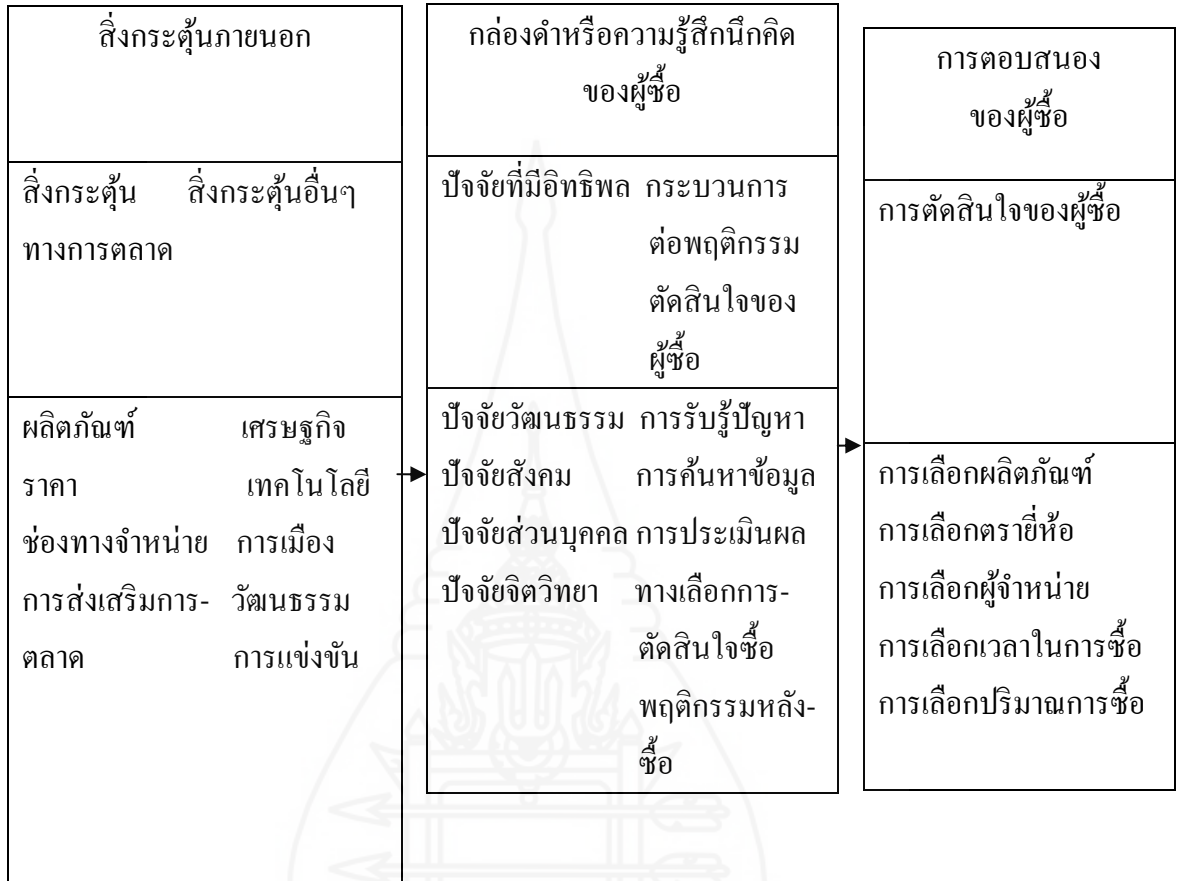 สิ่งกระตุ้นภายนอก
สิ่งกระตุ้น สิ่งกระตุ้นอื่นๆ
ทางการตลาด
ผลิตภัณฑ์ เศรษฐกิจ
ราคา เทคโนโลยี
ช่องทางจำหน่าย การเมือง
การส่งเสริมการ- วัฒนธรรม
ตลาด การแข่งขัน
กล่องดำหรือความรู้สึกนึกคิด
ของผู้ซื้อ
ปัจจัยที่มีอิทธิพล กระบวนการ
ต่อพฤติกรรม
ตัดสินใจของ
ผู้ซื้อ
ปัจจัยวัฒนธรรม การรับรู้ปัญหา
ปัจจัยสังคม การค้นหาข้อมูล
ปัจจัยส่วนบุคคล การประเมินผล
ปัจจัยจิตวิทยา ทางเลือกการ-
ตัดสินใจซื้อ
พฤติกรรมหลัง-
ซื้อ
การตอบสนอง
ของผู้ซื้อ
การตัดสินใจของผู้ซื้อ
การเลือกผลิตภัณฑ์
การเลือกตรายี่ห้อ
การเลือกผู้จำหน่าย
การเลือกเวลาในการซื้อ
การเลือกปริมาณการซื้อ